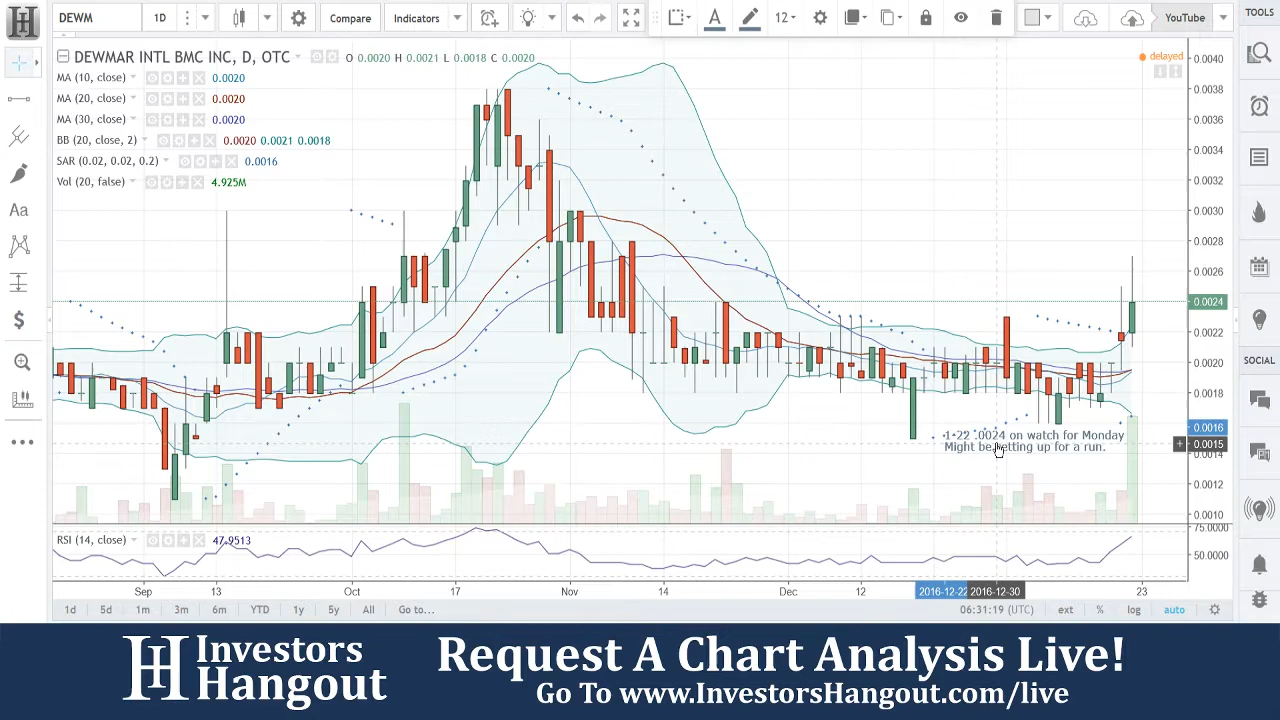 DEWM
1D
Compare
Indicators
A
12
YouTube
TOOLS
DEWMAR INTL BMC INC, D, OTC
O 0.0020 H 0.0021 L 0.0018 C 0.0020
delayed
MA (10, close) 0.0020
MA (20, close) 0.0020
MA (30, close) 0.0020
BB (20, close, 2) 0.0020 0.0021 0.0018
SAR (0.02, 0.02, 0.2) 0.0016
Vol (20, false) 4.925M
0.0040
0.0038
0.0036
0.0034
0.0032
0.0030
0.0028
0.0026
0.0024
0.0022
0.0020
0.0018
0.0016
0.0015
0.0014
0.0012
0.0010
Aa
SOCIAL
1-22 .0024 on watch for Monday
Might be setting up for a run.
RSI (14, close) 47.9513
75.0000
50.0000
Sep 13 Oct 17 Nov 14 Dec 12 2016-12-22 2016-12-30 23
1d 5d 1m 3m 6m YTD 1y 5y All Go to... 06:31:19 (UTC) ext % log auto
IH Investors Hangout
Request A Chart Analysis Live!
Go To www.InvestorsHangout.com/live